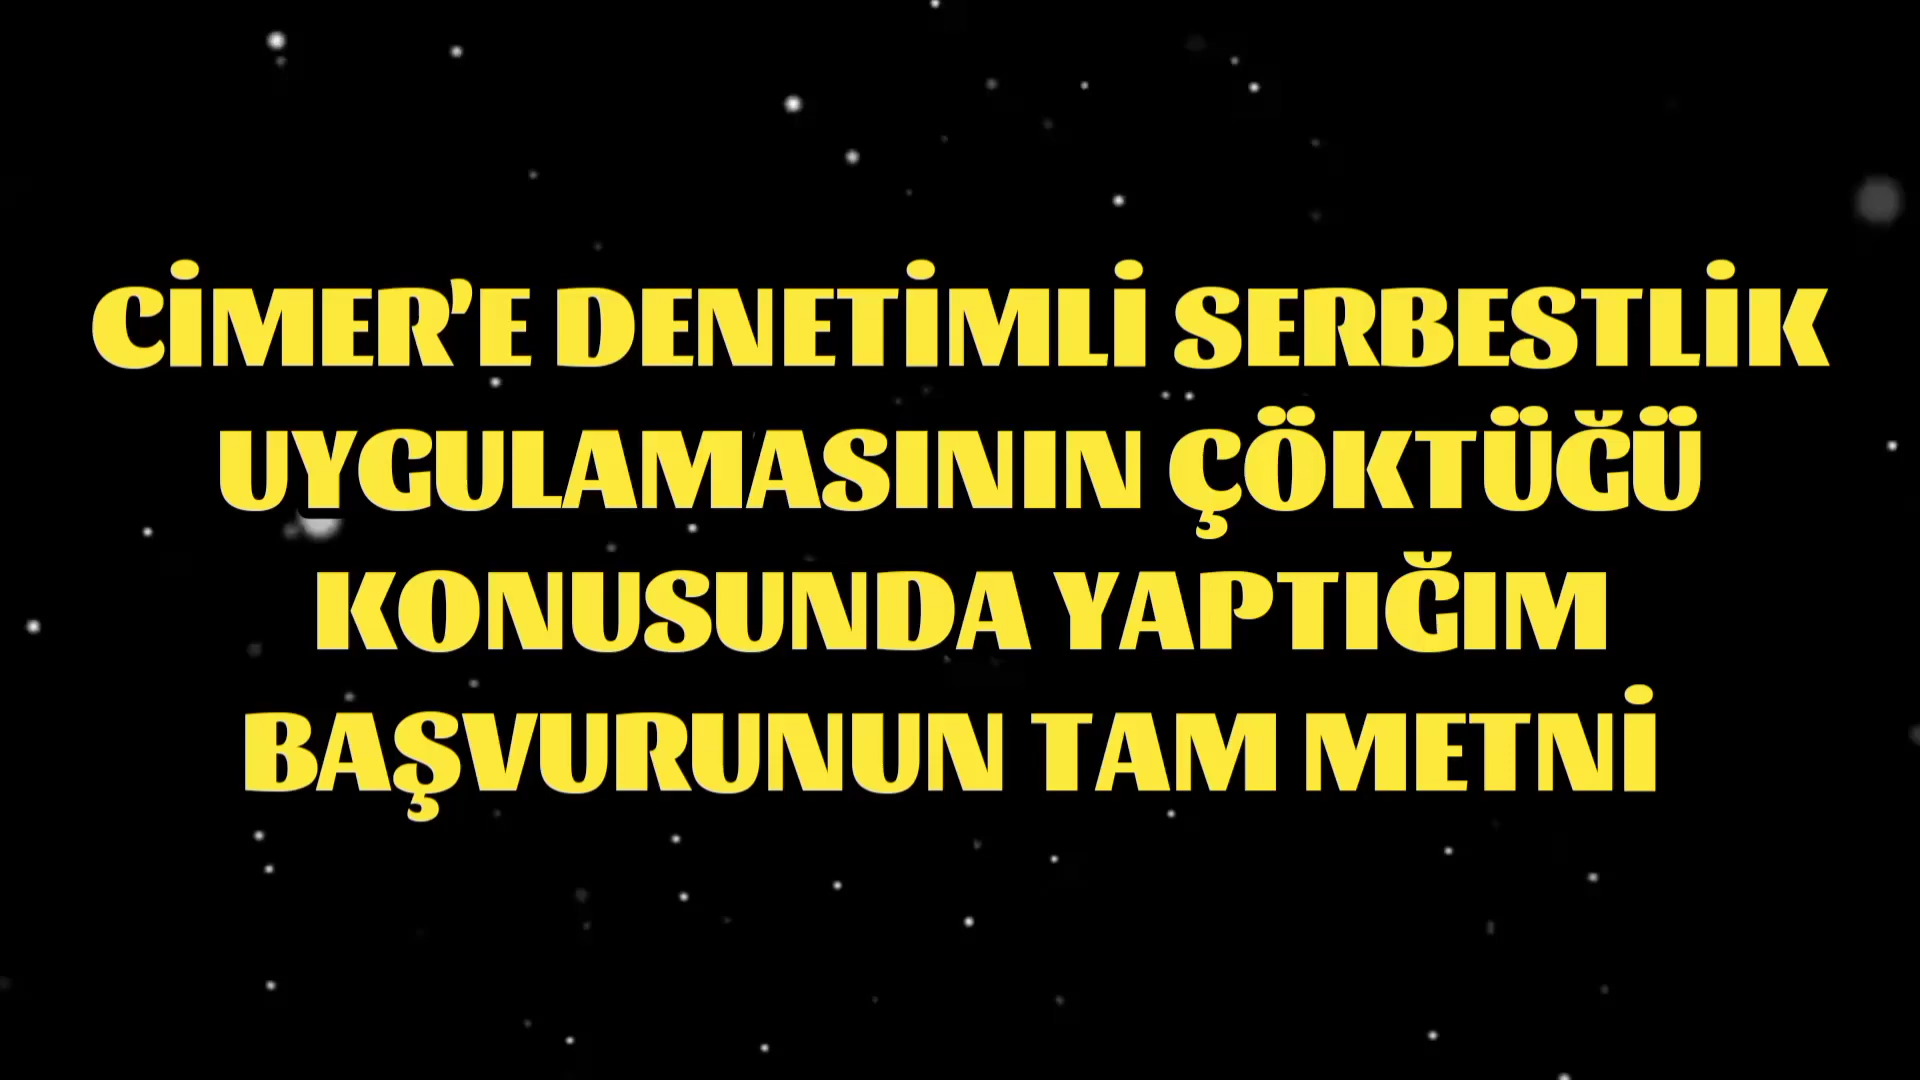 CİMER'E DENETİMLİ SERBESTLİK
UYGULAMASININ ÇÖKTÜĞÜ
KONUSUNDA YAPTIĞIM
BAŞVURUNUN TAM METNİ